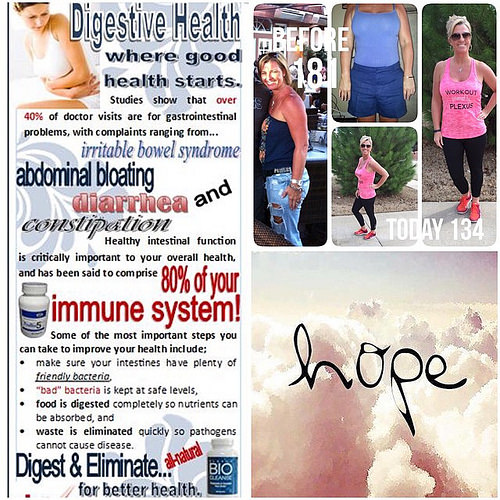 Digestive Health
where good
health starts.
Studies show that over
40% of doctor visits are for gastrointestinal
problems, with complaints ranging from...
irritable bowel syndrome
abdominal bloating
diarrhea and
constipation
Healthy intestinal function
is critically important to your overall health,
and has been said to comprise 80% of your
immune system!
Some of the most important steps you
can take to improve your health include;
• make sure your intestines have plenty of
friendly bacteria,
• "bad" bacteria is kept at safe levels,
• food is digested completely so nutrients can
be absorbed, and
• waste is eliminated quickly so pathogens
cannot cause disease.
Digest & Eliminate... all-natural
for better health.
BIO
CLEANSE
BEFORE
18
WORKOUT
PLEXUS
TODAY 134
hope